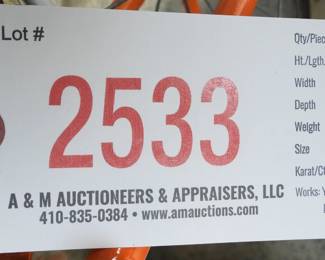 Lot #
2533
A & M AUCTIONEERS & APPRAISERS, LLC
410-835-0384 • www.amauctions.com
Qty/Piec
Ht./Lgth.
Width
Depth
Weight
Size
Karat/Ct
Works: Y